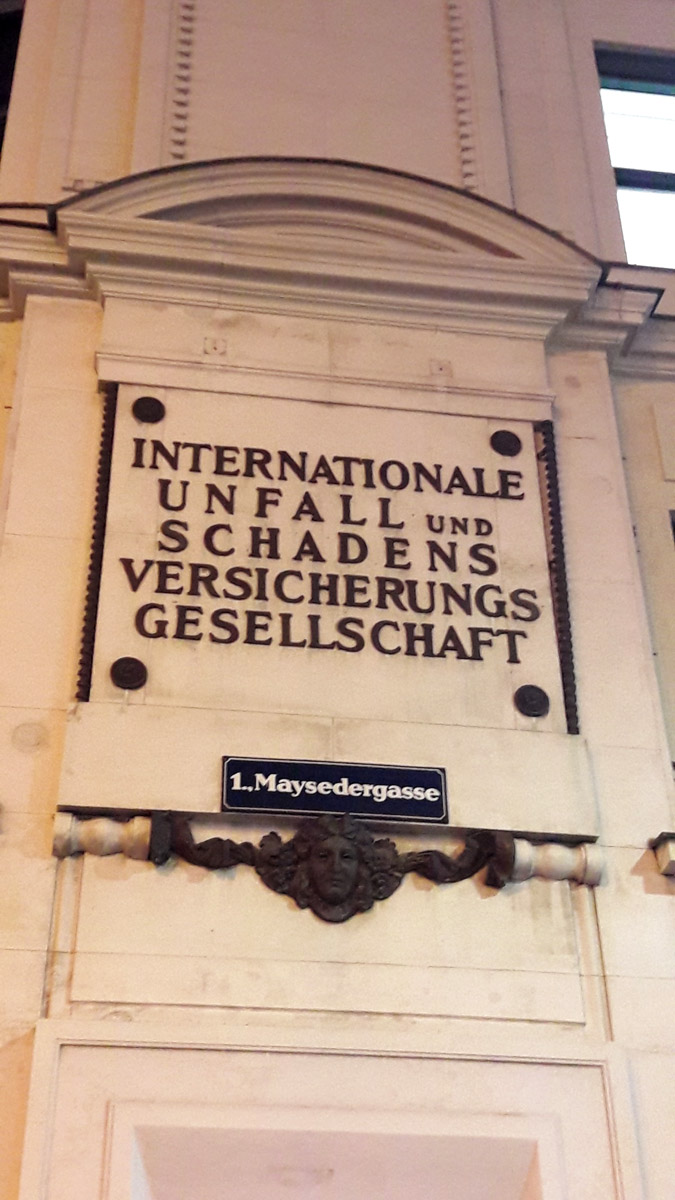 INTERNATIONALE
UNFALL UND
SCHADENS
VERSICHERUNGS
GESELLSCHAFT
1., Maysedergasse